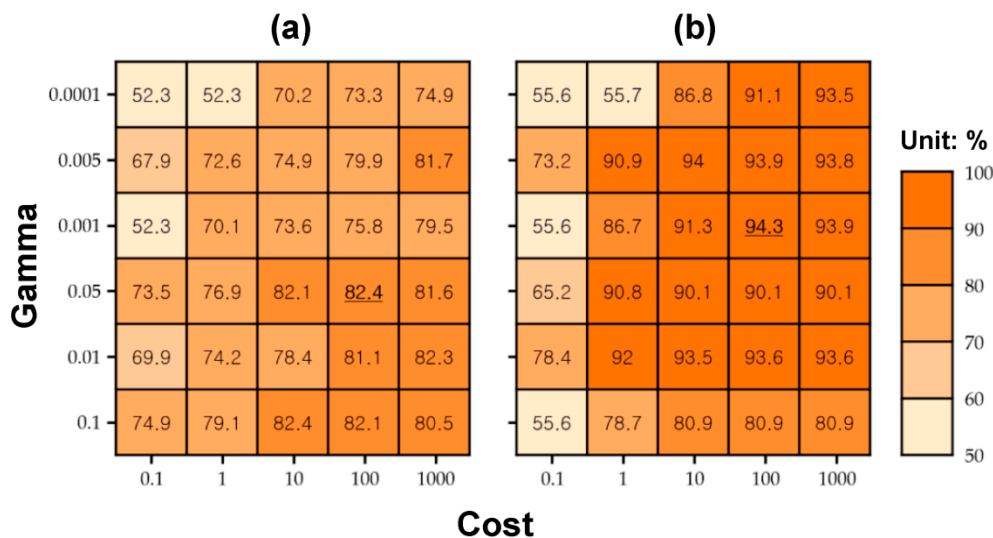 (a) (b)
0.0001 52.3 52.3 70.2 73.3 74.9 55.6 55.7 86.8 91.1 93.5
Unit: %
0.005 67.9 72.6 74.9 79.9 81.7 73.2 90.9 94 93.9 93.8 100
0.001 52.3 70.1 73.6 75.8 79.5 55.6 86.7 91.3 94.3 93.9 90
Gamma
0.05 73.5 76.9 82.1 82.4 81.6 65.2 90.8 90.1 90.1 90.1 80
70
0.01 69.9 74.2 78.4 81.1 82.3 78.4 92 93.5 93.6 93.6 60
0.1 74.9 79.1 82.4 82.1 80.5 55.6 78.7 80.9 80.9 80.9 50
0.1 1 10 100 1000 0.1 1 10 100 1000
Cost